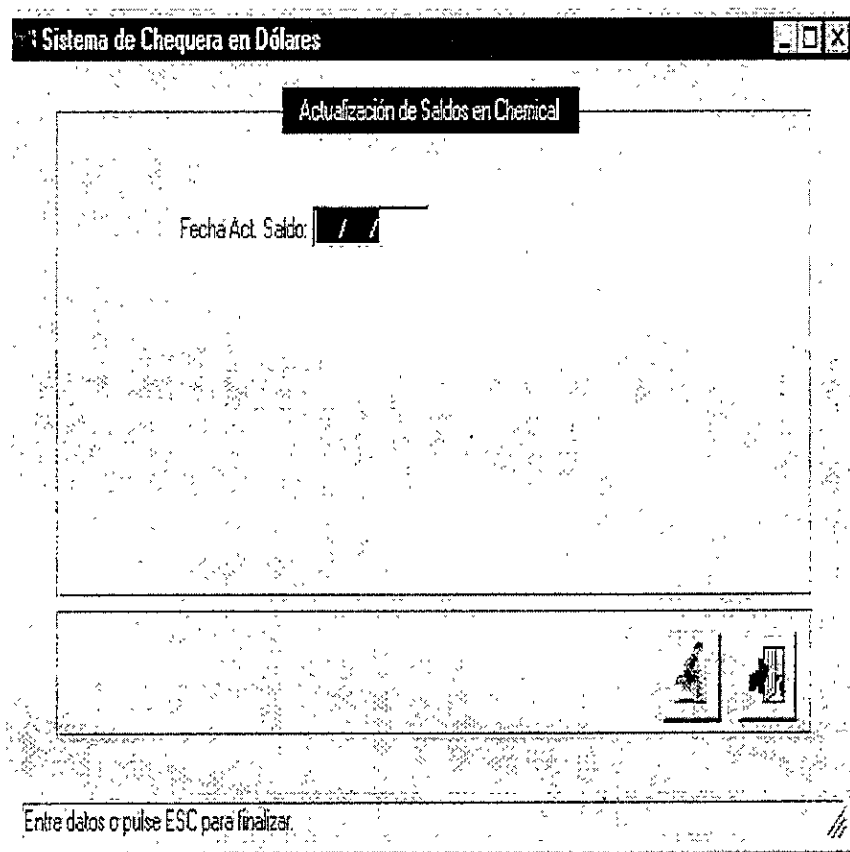 Sistema de Chequera en Dólares
Actualización de Saldos en Chemical
Fecha Act. Saldo: / /
Entre datos o pulse ESC para finalizar.